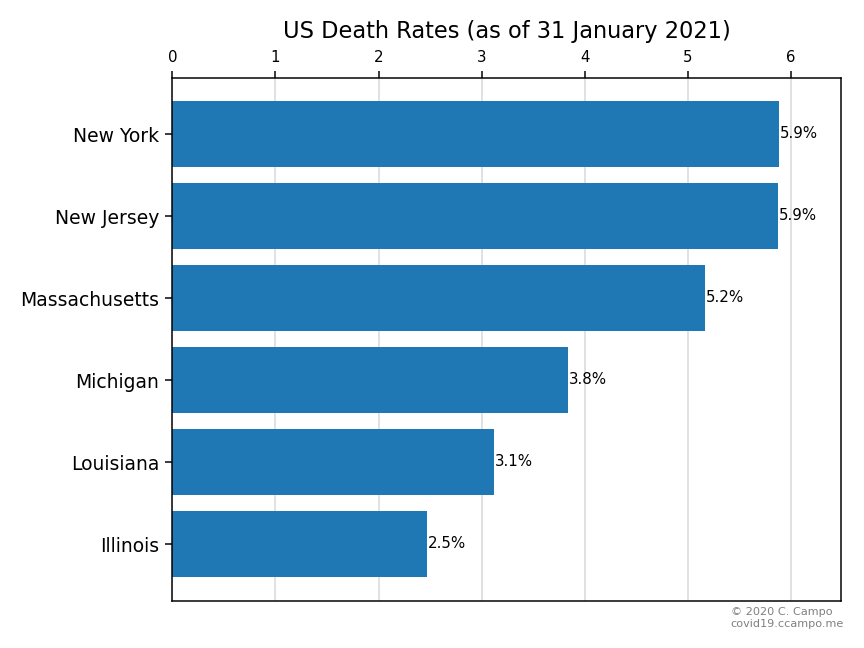 US Death Rates (as of 31 January 2021)
0 1 2 3 4 5 6
New York 5.9%
New Jersey 5.9%
Massachusetts 5.2%
Michigan 3.8%
Louisiana 3.1%
Illinois 2.5%
© 2020 C. Campo
covid19.ccampo.me